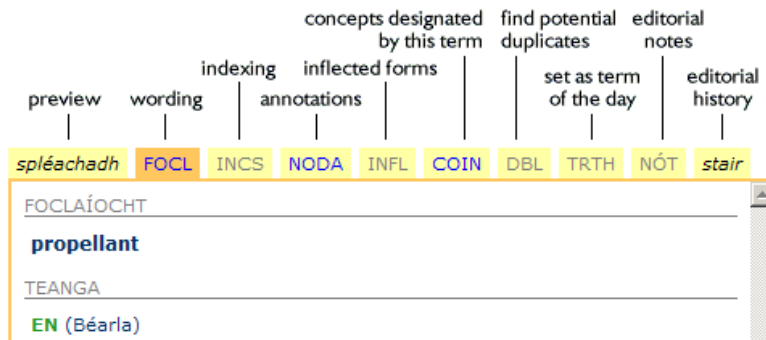 concepts designated find potential editorial
by this term duplicates notes
indexing inflected forms set as term editorial
preview wording annotations of the day history
spléachadh FOCL INCS NODA INFL COIN DBL TRTH NÓT stair
FOCLAÍOCHT
propellant
TEANGA
EN (Béarla)